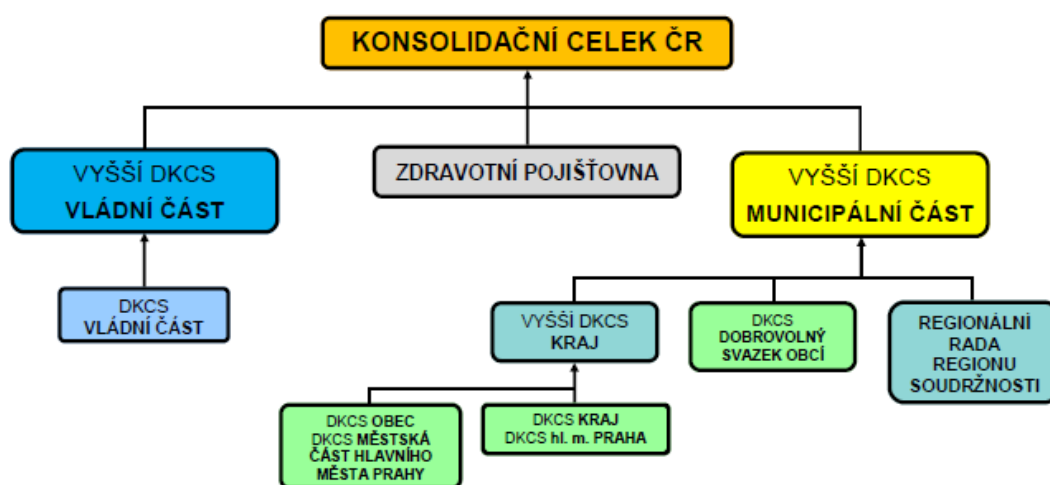 KONSOLIDAČNÍ CELEK ČR
VYŠŠÍ DKCS
VLÁDNÍ ČÁST
ZDRAVOTNÍ POJIŠŤOVNA
VYŠŠÍ DKCS
MUNICIPÁLNÍ ČÁST
DKCS
VLÁDNÍ ČÁST
VYŠŠÍ DKCS
KRAJ
DKCS
DOBROVOLNÝ
SVAZEK OBCÍ
REGIONÁLNÍ
RADA
REGIONU
SOUDRŽNOSTI
DKCS OBEC
DKCS MĚSTSKÁ
ČÁST HLAVNÍHO
MĚSTA PRAHY
DKCS KRAJ
DKCS hl. m. PRAHA